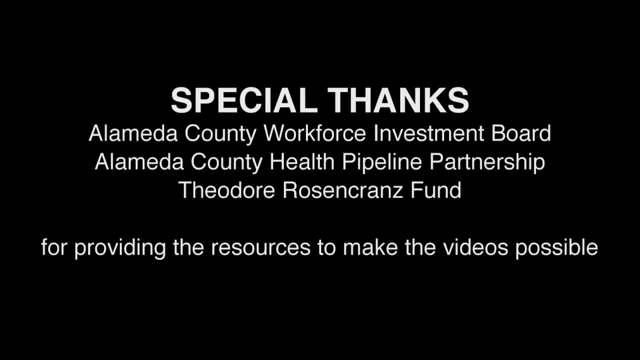 SPECIAL THANKS
Alameda County Workforce Investment Board
Alameda County Health Pipeline Partnership
Theodore Rosencranz Fund
for providing the resources to make the videos possible